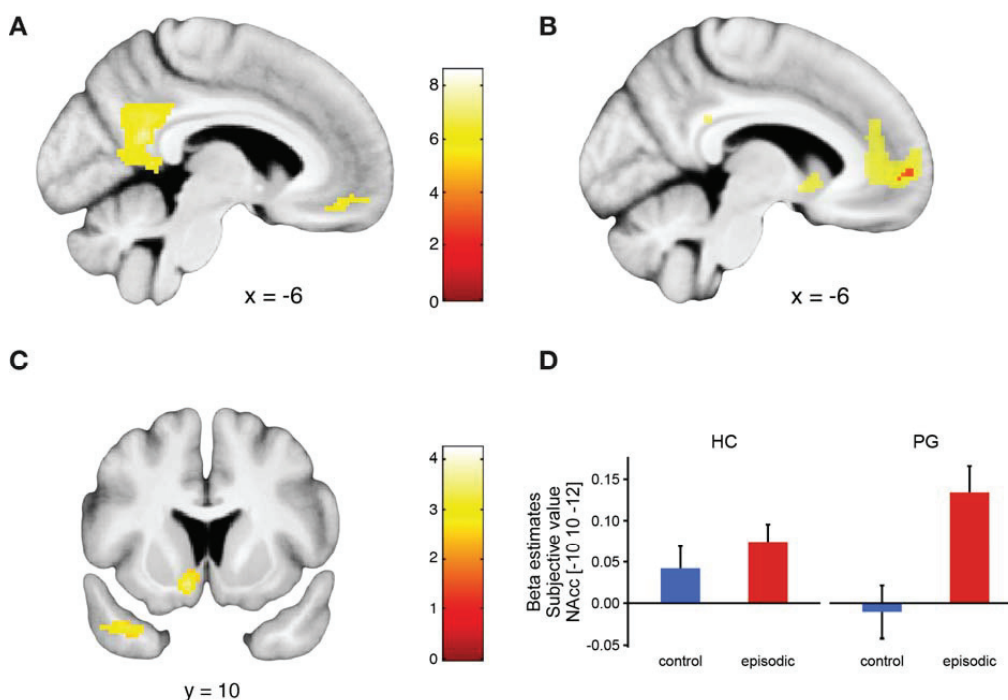 A
B
8
6
4
2
0
x = -6
x = -6
C
D
4
3
2
1
0
y = 10
HC
PG
Beta estimates
Subjective value
NAcc [-10 10 -12]
0.15
0.10
0.05
0.00
-0.05
control
episodic
control
episodic